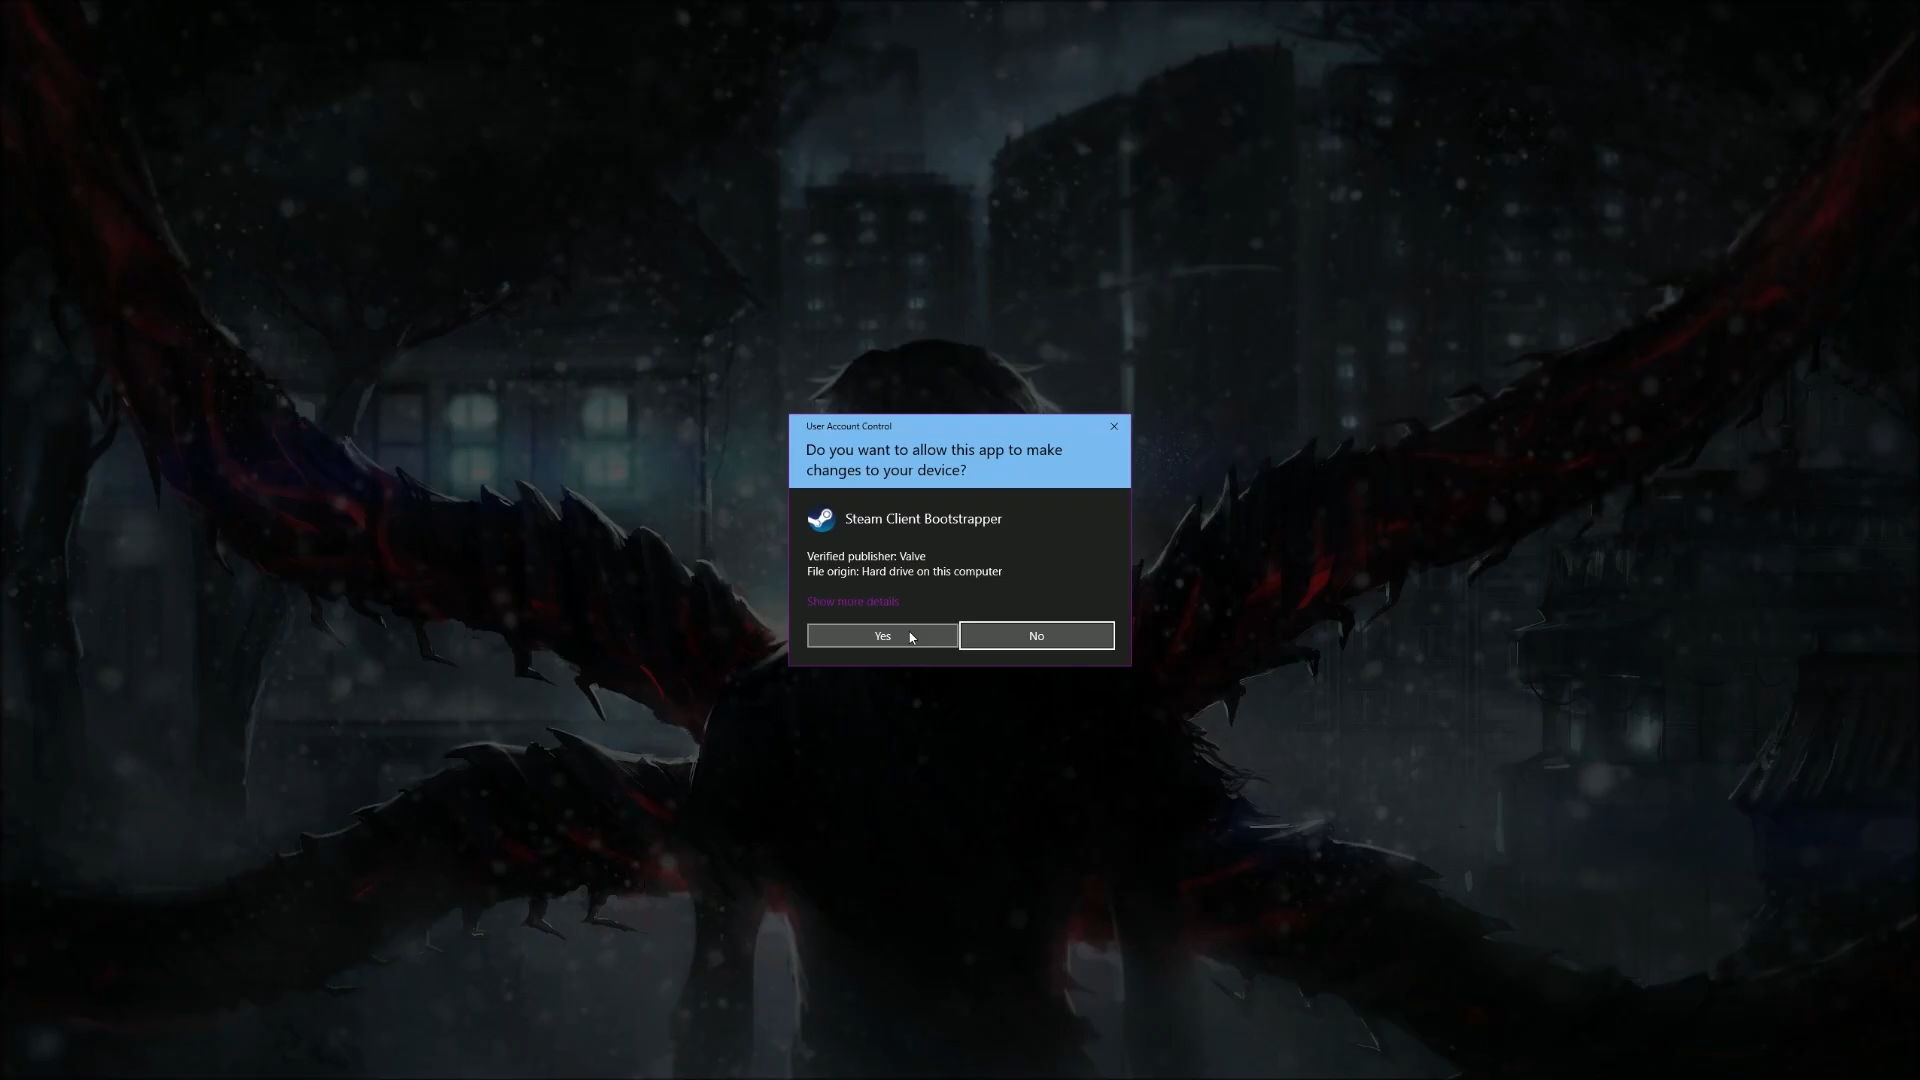 User Account Control
Do you want to allow this app to make
changes to your device?
Steam Client Bootstrapper
Verified publisher: Valve
File origin: Hard drive on this computer
Show more details
Yes
No